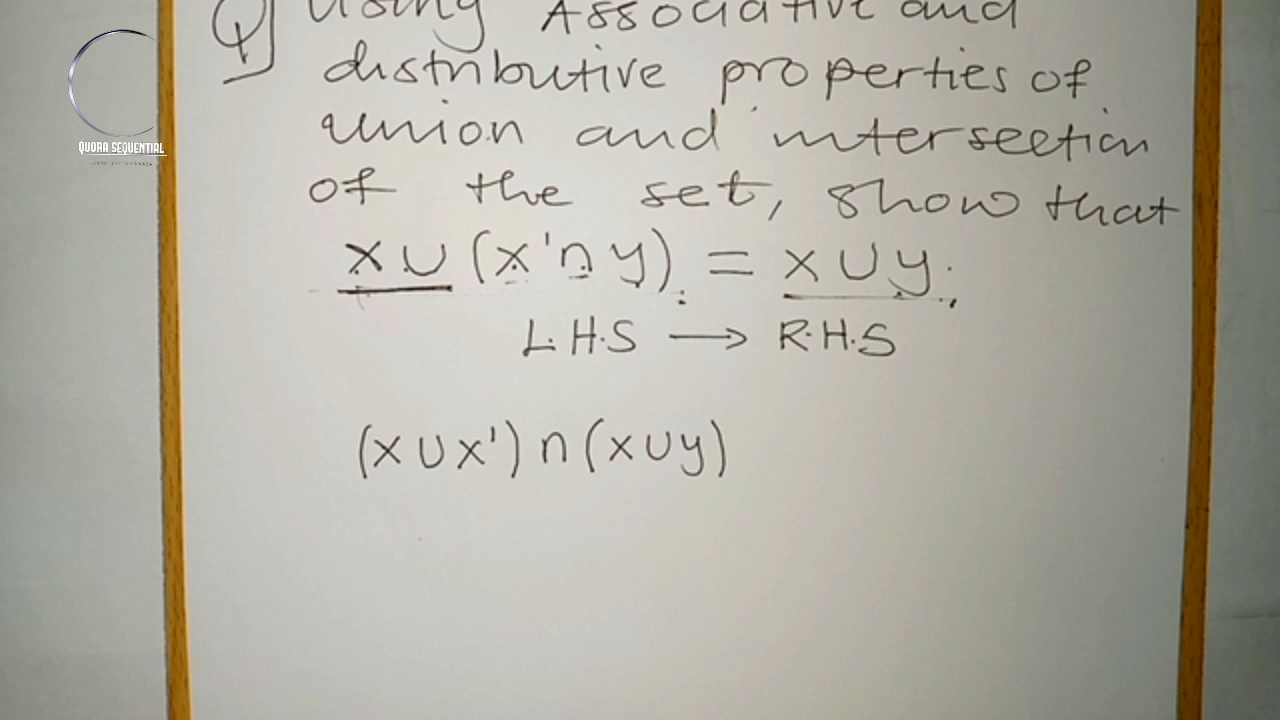 Q] Using Associative and
distributive properties of
union and intersection
of the set, show that
x ∪ (x' ∩ y) = x ∪ y.
L.H.S → R.H.S
(x ∪ x') ∩ (x ∪ y)
QUORA SEQUENTIAL